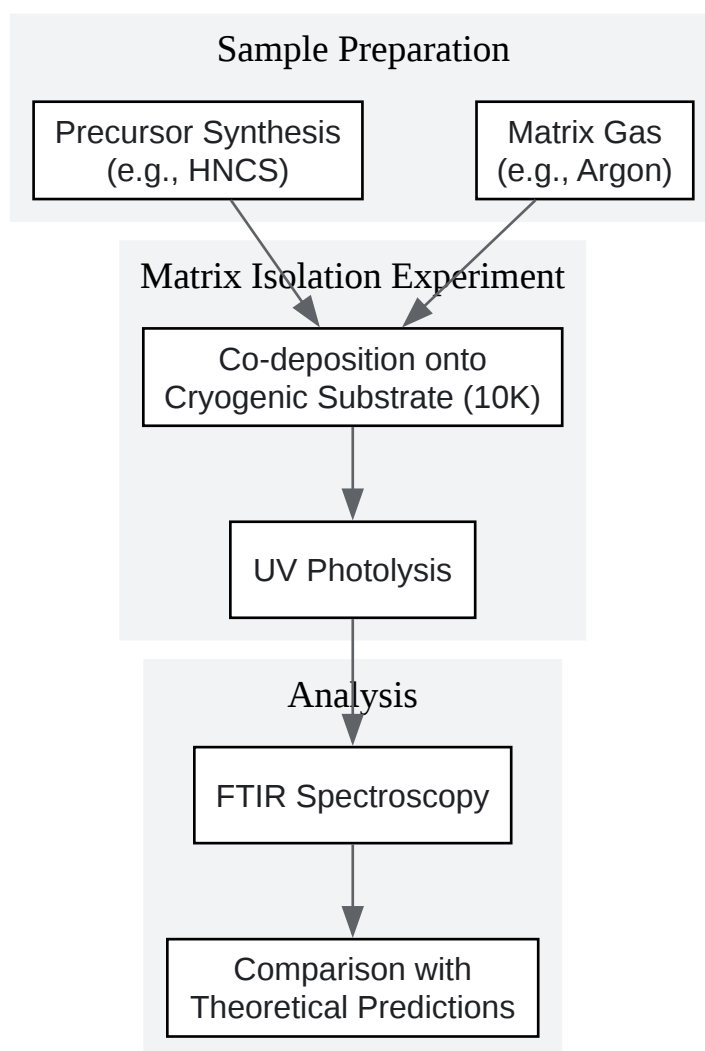 Sample Preparation
Precursor Synthesis
(e.g., HNCS)
Matrix Gas
(e.g., Argon)
Matrix Isolation Experiment
Co-deposition onto
Cryogenic Substrate (10K)
UV Photolysis
Analysis
FTIR Spectroscopy
Comparison with
Theoretical Predictions